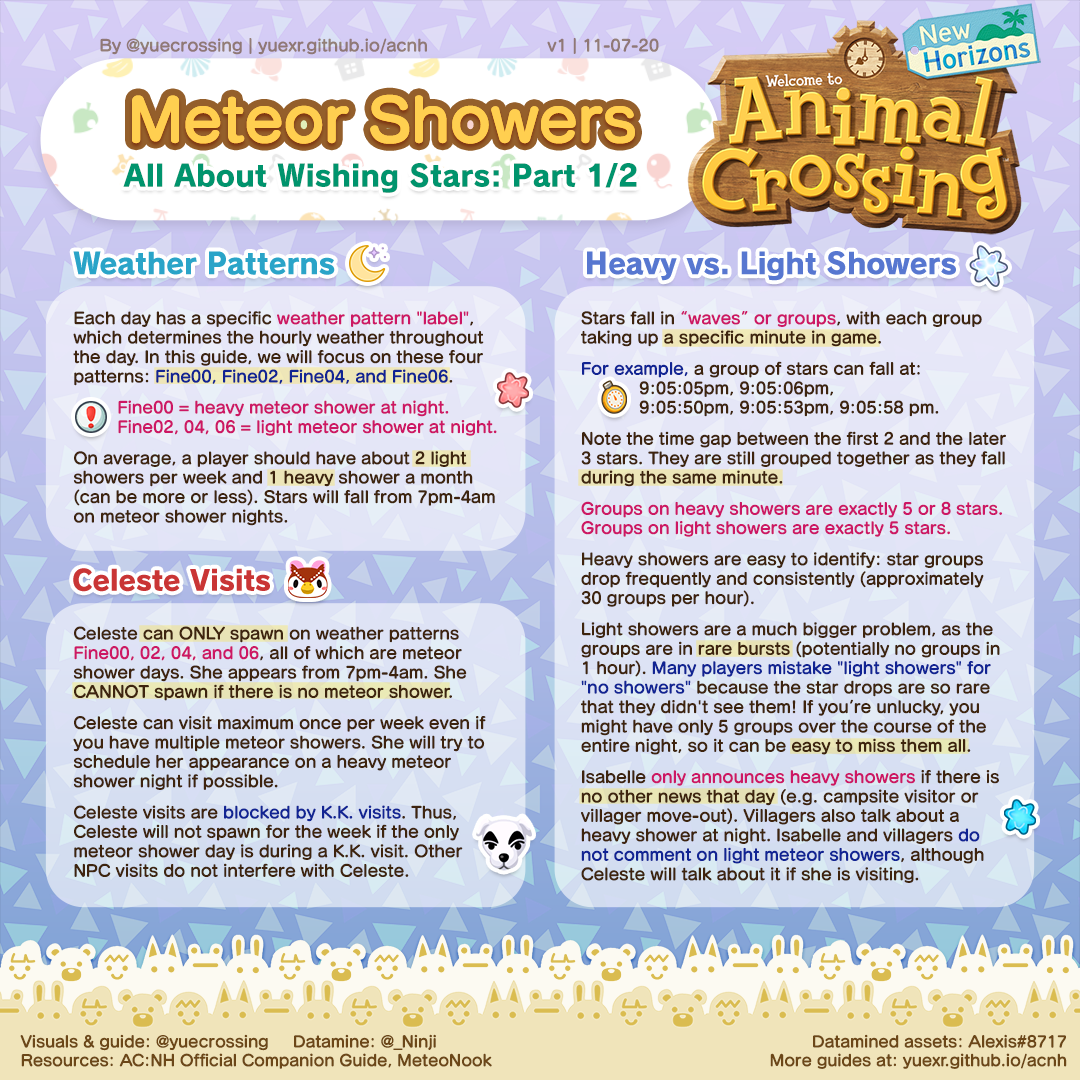 By @yuecrossing | yuexr.github.io/acnh
v1 | 11-07-20
New
Horizons
Welcome to
Animal
Crossing
Meteor Showers
All About Wishing Stars: Part 1/2
Weather Patterns
Each day has a specific weather pattern "label",
which determines the hourly weather throughout
the day. In this guide, we will focus on these four
patterns: Fine00, Fine02, Fine04, and Fine06.
Fine00 = heavy meteor shower at night.
Fine02, 04, 06 = light meteor shower at night.
On average, a player should have about 2 light
showers per week and 1 heavy shower a month
(can be more or less). Stars will fall from 7pm-4am
on meteor shower nights.
Celeste Visits
Celeste can ONLY spawn on weather patterns
Fine00, 02, 04, and 06, all of which are meteor
shower days. She appears from 7pm-4am. She
CANNOT spawn if there is no meteor shower.
Celeste can visit maximum once per week even if
you have multiple meteor showers. She will try to
schedule her appearance on a heavy meteor
shower night if possible.
Celeste visits are blocked by K.K. visits. Thus,
Celeste will not spawn for the week if the only
meteor shower day is during a K.K. visit. Other
NPC visits do not interfere with Celeste.
Heavy vs. Light Showers
Stars fall in “waves” or groups, with each group
taking up a specific minute in game.
For example, a group of stars can fall at:
9:05:05pm, 9:05:06pm,
9:05:50pm, 9:05:53pm, 9:05:58 pm.
Note the time gap between the first 2 and the later
3 stars. They are still grouped together as they fall
during the same minute.
Groups on heavy showers are exactly 5 or 8 stars.
Groups on light showers are exactly 5 stars.
Heavy showers are easy to identify: star groups
drop frequently and consistently (approximately
30 groups per hour).
Light showers are a much bigger problem, as the
groups are in rare bursts (potentially no groups in
1 hour). Many players mistake "light showers" for
"no showers" because the star drops are so rare
that they didn't see them! If you’re unlucky, you
might have only 5 groups over the course of the
entire night, so it can be easy to miss them all.
Isabelle only announces heavy showers if there is
no other news that day (e.g. campsite visitor or
villager move-out). Villagers also talk about a
heavy shower at night. Isabelle and villagers do
not comment on light meteor showers, although
Celeste will talk about it if she is visiting.
Visuals & guide: @yuecrossing Datamine: @_Ninji
Resources: AC:NH Official Companion Guide, MeteoNook
Datamined assets: Alexis#8717
More guides at: yuexr.github.io/acnh